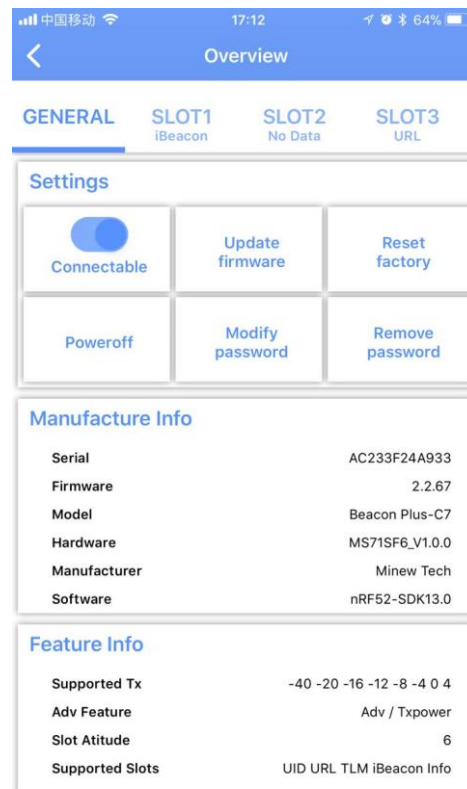 中国移动 17:12 64%
Overview
GENERAL SLOT1 SLOT2 SLOT3
iBeacon No Data URL
Settings
Connectable Update firmware Reset factory
Poweroff Modify password Remove password
Manufacture Info
Serial AC233F24A933
Firmware 2.2.67
Model Beacon Plus-C7
Hardware MS71SF6_V1.0.0
Manufacturer Minew Tech
Software nRF52-SDK13.0
Feature Info
Supported Tx -40 -20 -16 -12 -8 -4 0 4
Adv Feature Adv / Txpower
Slot Atitude 6
Supported Slots UID URL TLM iBeacon Info